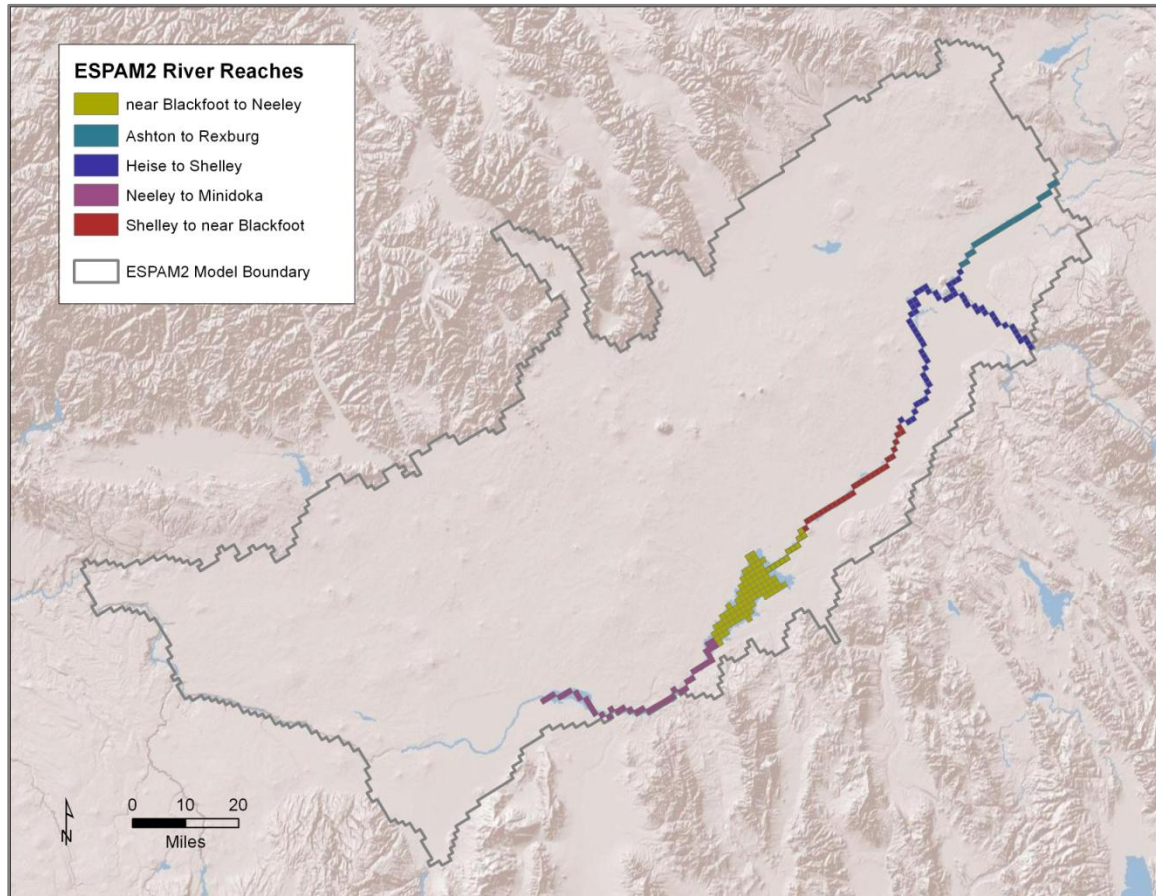 ESPAM2 River Reaches
near Blackfoot to Neeley
Ashton to Rexburg
Heise to Shelley
Neeley to Minidoka
Shelley to near Blackfoot
ESPAM2 Model Boundary
N
0 10 20
Miles